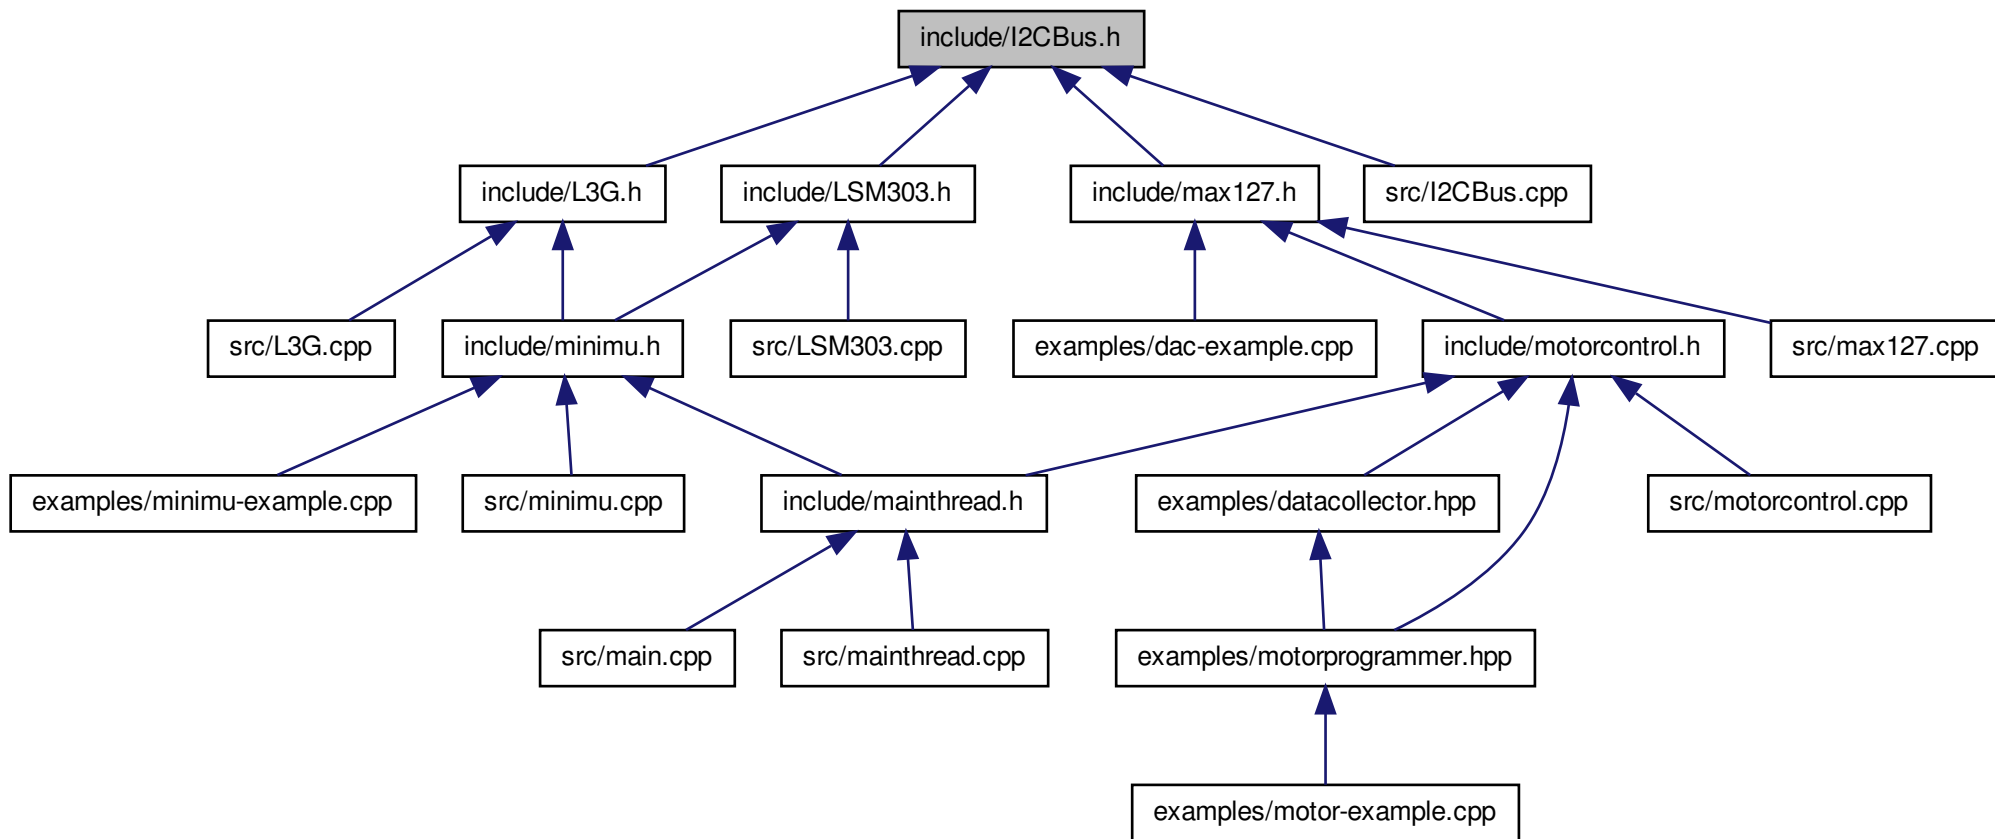 include/I2CBus.h
include/L3G.h
include/LSM303.h
include/max127.h
src/I2CBus.cpp
src/L3G.cpp
include/minimu.h
src/LSM303.cpp
examples/dac-example.cpp
include/motorcontrol.h
src/max127.cpp
examples/minimu-example.cpp
src/minimu.cpp
include/mainthread.h
examples/datacollector.hpp
src/motorcontrol.cpp
src/main.cpp
src/mainthread.cpp
examples/motorprogrammer.hpp
examples/motor-example.cpp